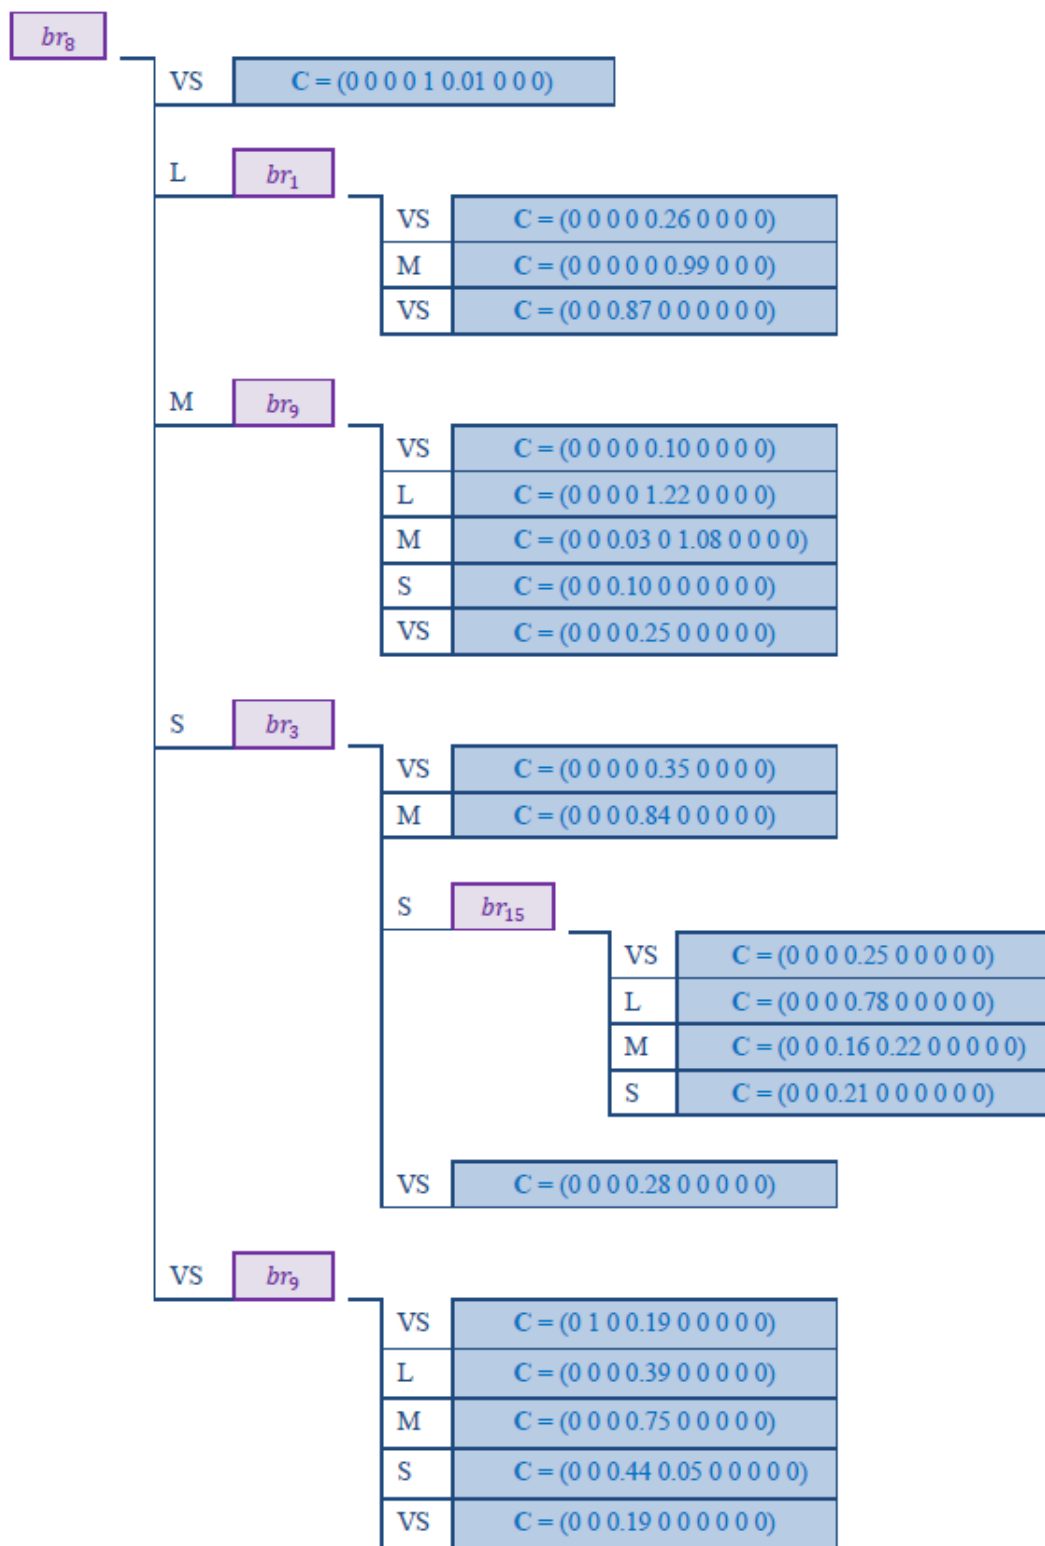 br₈
VS C = (0 0 0 0 1 0.01 0 0 0)
L br₁
VS C = (0 0 0 0 0.26 0 0 0 0)
M C = (0 0 0 0 0 0.99 0 0 0)
VS C = (0 0 0.87 0 0 0 0 0 0)
M br₉
VS C = (0 0 0 0 0.10 0 0 0 0)
L C = (0 0 0 0 1.22 0 0 0 0)
M C = (0 0 0.03 0 1.08 0 0 0 0)
S C = (0 0 0.10 0 0 0 0 0 0)
VS C = (0 0 0 0.25 0 0 0 0 0)
S br₃
VS C = (0 0 0 0 0.35 0 0 0 0)
M C = (0 0 0 0.84 0 0 0 0 0)
S br₁₅
VS C = (0 0 0 0.25 0 0 0 0 0)
L C = (0 0 0 0.78 0 0 0 0 0)
M C = (0 0 0.16 0.22 0 0 0 0 0)
S C = (0 0 0.21 0 0 0 0 0 0)
VS C = (0 0 0 0.28 0 0 0 0 0)
VS br₉
VS C = (0 1 0 0.19 0 0 0 0 0)
L C = (0 0 0 0.39 0 0 0 0 0)
M C = (0 0 0 0.75 0 0 0 0 0)
S C = (0 0 0.44 0.05 0 0 0 0 0)
VS C = (0 0 0.19 0 0 0 0 0 0)